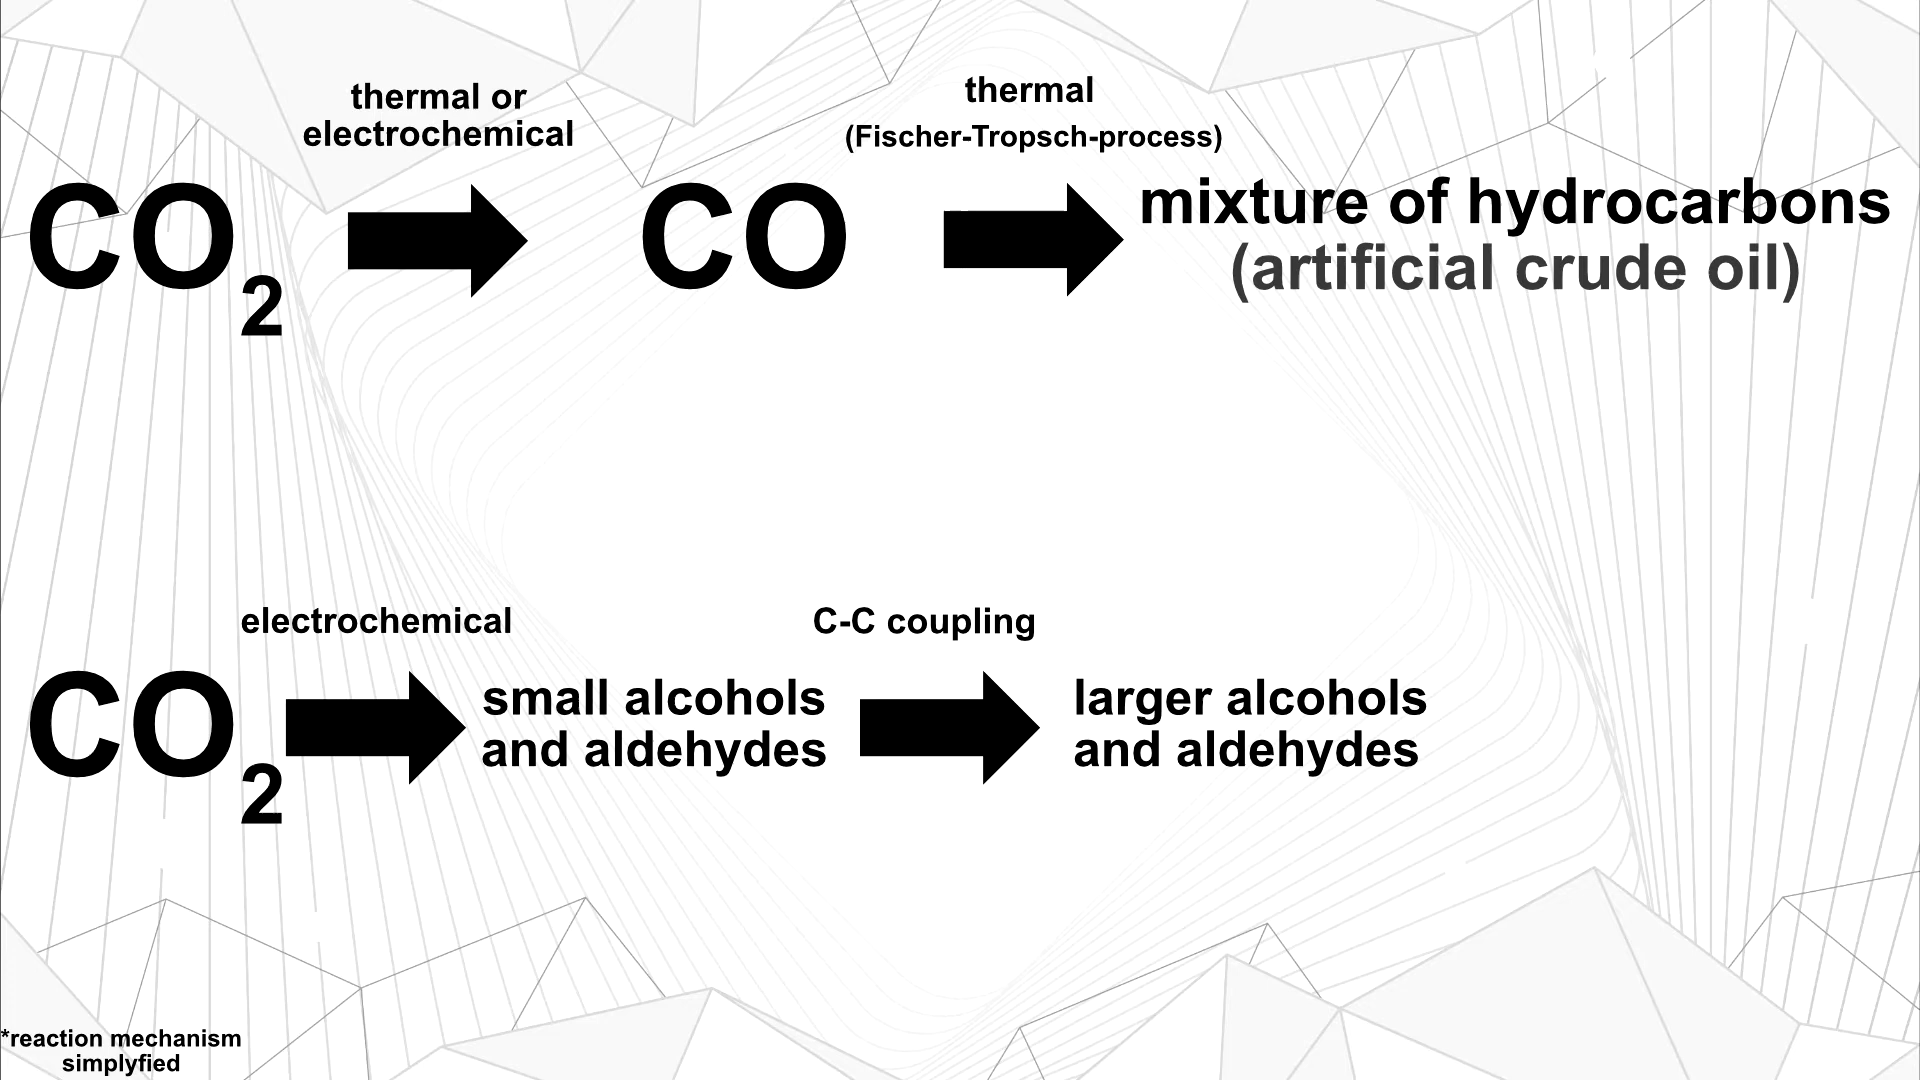 thermal or
electrochemical
thermal
(Fischer-Tropsch-process)
CO2
CO
mixture of hydrocarbons
(artificial crude oil)
electrochemical
C-C coupling
CO2
small alcohols
and aldehydes
larger alcohols
and aldehydes
*reaction mechanism
simplyfied